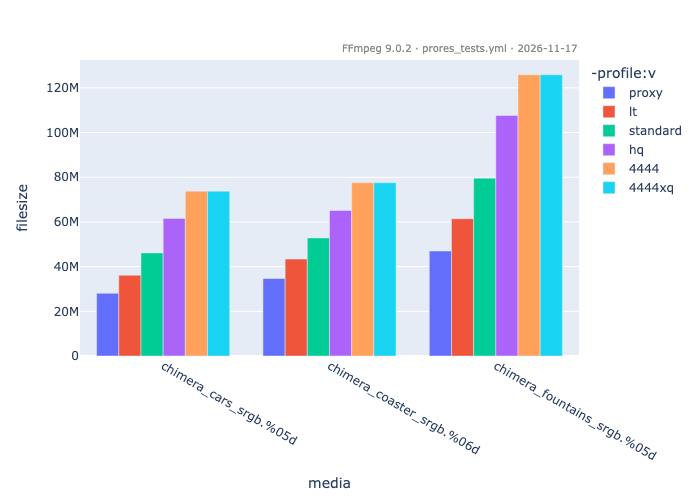 FFmpeg 9.0.2 · prores_tests.yml · 2026-11-17
-profile:v
proxy
lt
standard
hq
4444
4444xq
filesize
120M
100M
80M
60M
40M
20M
0
chimera_cars_srgb.%05d
chimera_coaster_srgb.%06d
chimera_fountains_srgb.%05d
media